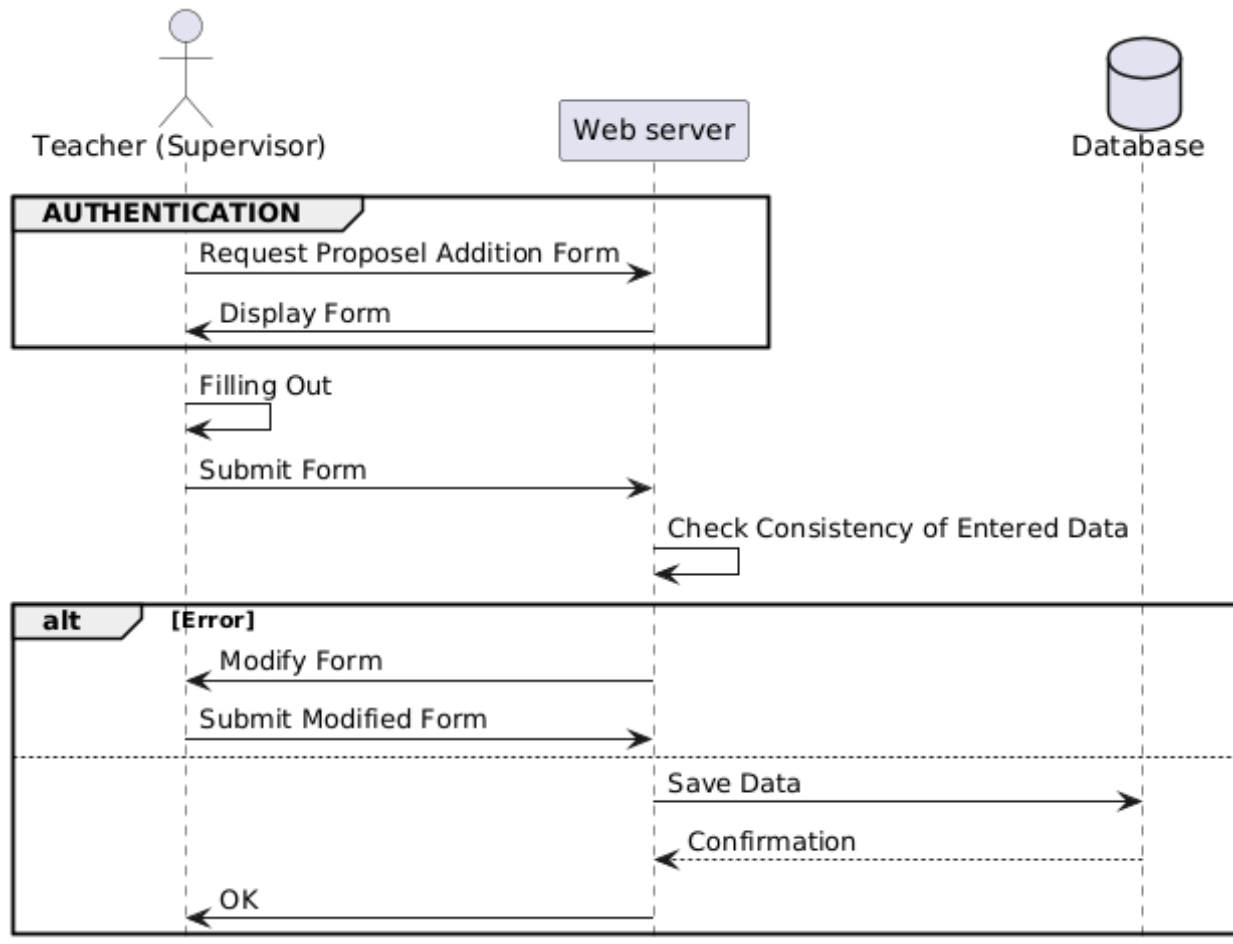 Teacher (Supervisor)
Web server
Database
AUTHENTICATION
Request Proposel Addition Form
Display Form
Filling Out
Submit Form
Check Consistency of Entered Data
alt [Error]
Modify Form
Submit Modified Form
Save Data
Confirmation
OK